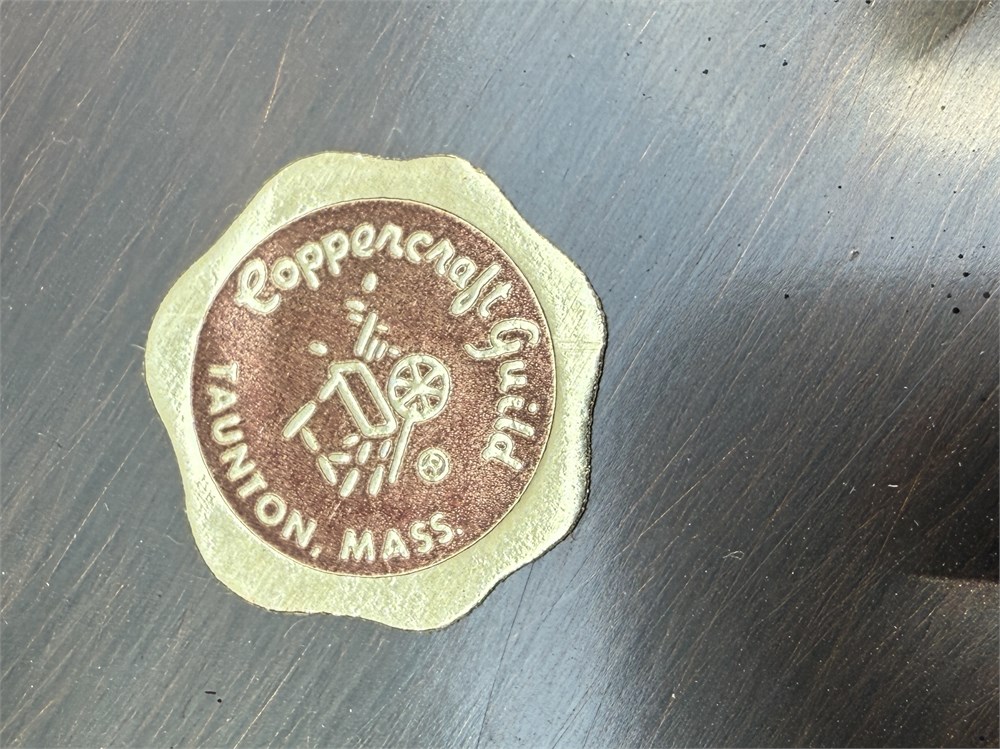 Coppercraft Guild
®
TAUNTON, MASS.